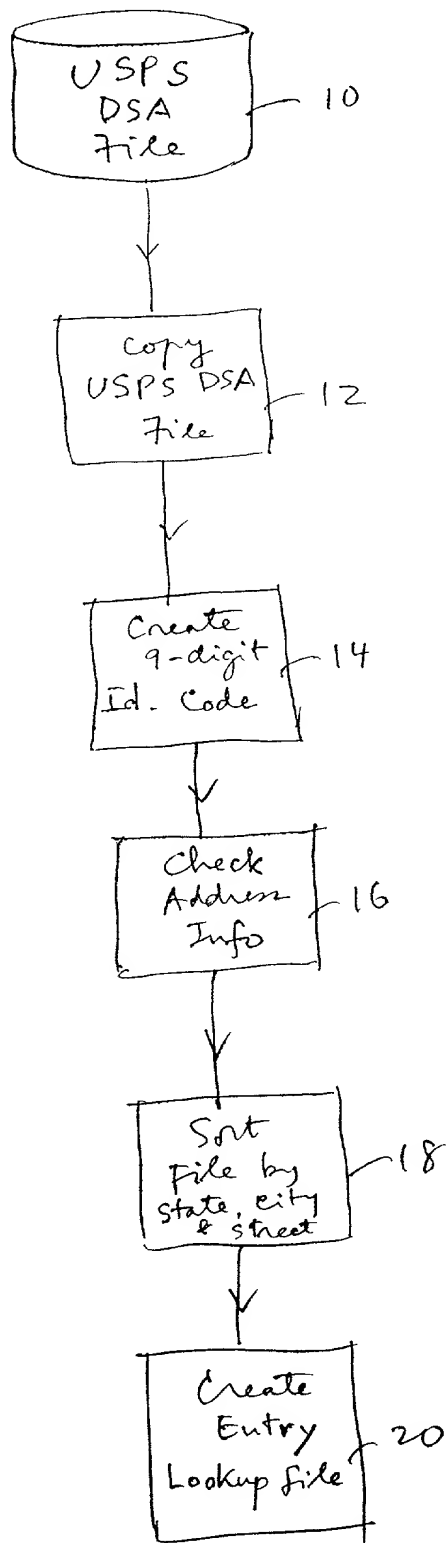 USPS
DSA
File
10
Copy
USPS DSA
File
12
Create
9-digit
Id. Code
14
Check
Address
Info
16
Sort
File by
state, city
& street
18
Create
Entry
Lookup file
20